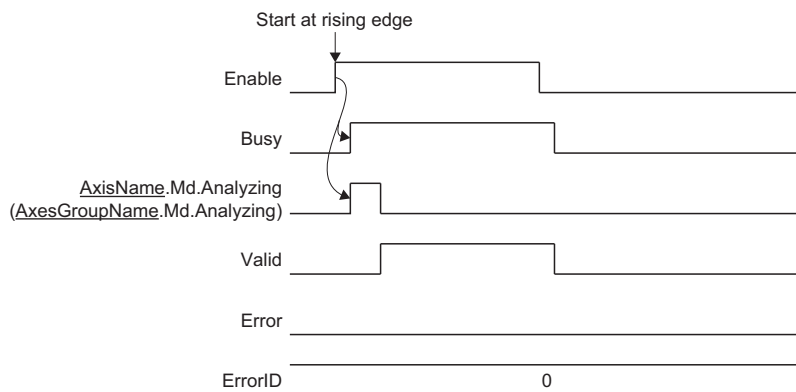 Start at rising edge
Enable
Busy
AxisName.Md.Analyzing
(AxesGroupName.Md.Analyzing)
Valid
Error
ErrorID
0